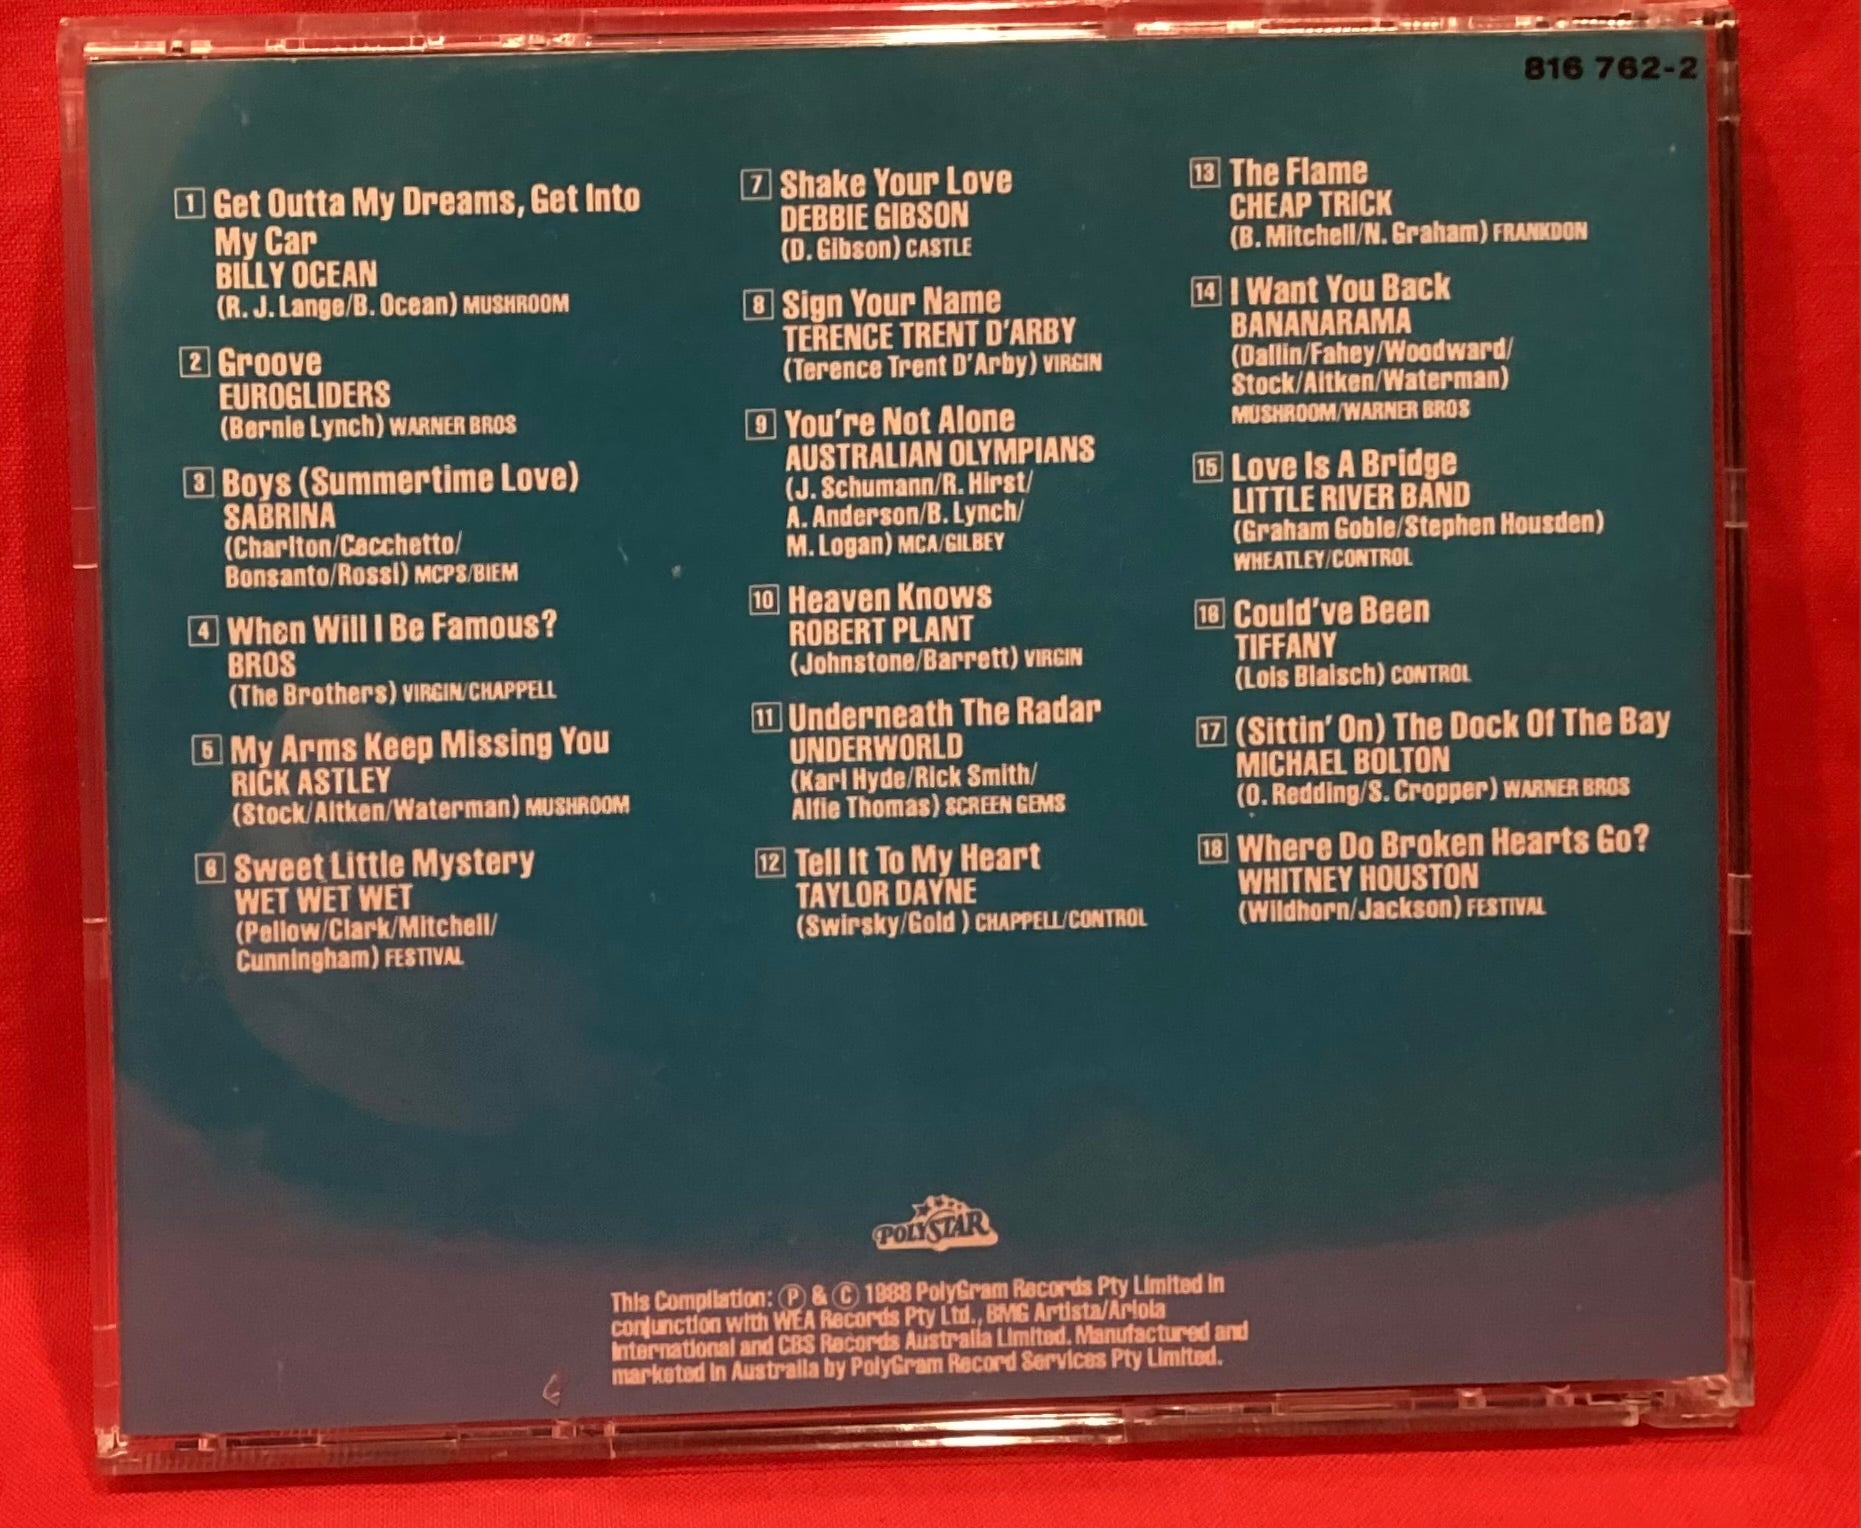 816 762-2
1 Get Outta My Dreams, Get Into
My Car
BILLY OCEAN
(R. J. Lange/B. Ocean) MUSHROOM
2 Groove
EUROGLIDERS
(Bernie Lynch) WARNER BROS
3 Boys (Summertime Love)
SABRINA
(Charlton/Cecchetto/
Bonsanto/Rossi) MCPS/BIEM
4 When Will I Be Famous?
BROS
(The Brothers) VIRGIN/CHAPPELL
5 My Arms Keep Missing You
RICK ASTLEY
(Stock/Aitken/Waterman) MUSHROOM
6 Sweet Little Mystery
WET WET WET
(Pellow/Clark/Mitchell/
Cunningham) FESTIVAL
7 Shake Your Love
DEBBIE GIBSON
(D. Gibson) CASTLE
8 Sign Your Name
TERENCE TRENT D'ARBY
(Terence Trent D'Arby) VIRGIN
9 You're Not Alone
AUSTRALIAN OLYMPIANS
(J. Schumann/R. Hirst/
A. Anderson/B. Lynch/
M. Logan) MCA/GILBEY
10 Heaven Knows
ROBERT PLANT
(Johnstone/Barrett) VIRGIN
11 Underneath The Radar
UNDERWORLD
(Karl Hyde/Rick Smith/
Alfie Thomas) SCREEN GEMS
12 Tell It To My Heart
TAYLOR DAYNE
(Swirsky/Gold ) CHAPPELL/CONTROL
13 The Flame
CHEAP TRICK
(B. Mitchell/N. Graham) FRANKDON
14 I Want You Back
BANANARAMA
(Dallin/Fahey/Woodward/
Stock/Aitken/Waterman)
MUSHROOM/WARNER BROS
15 Love Is A Bridge
LITTLE RIVER BAND
(Graham Goble/Stephen Housden)
WHEATLEY/CONTROL
16 Could've Been
TIFFANY
(Lois Blaisch) CONTROL
17 (Sittin' On) The Dock Of The Bay
MICHAEL BOLTON
(O. Redding/S. Cropper) WARNER BROS
18 Where Do Broken Hearts Go?
WHITNEY HOUSTON
(Wildhorn/Jackson) FESTIVAL
POLYSTAR
This Compilation: Ⓟ & © 1988 PolyGram Records Pty Limited in
conjunction with WEA Records Pty Ltd., BMG Artista/Ariola
International and CBS Records Australia Limited. Manufactured and
marketed in Australia by PolyGram Record Services Pty Limited.